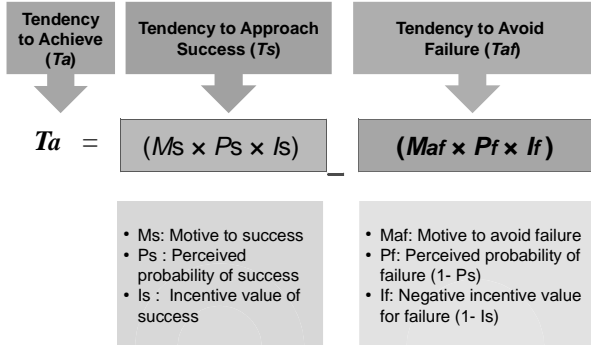 Tendency
to Achieve
(Ta)
Tendency to Approach
Success (Ts)
Tendency to Avoid
Failure (Taf)
Ta = (Ms × Ps × Is) – (Maf × Pf × If )
• Ms: Motive to success
• Ps : Perceived
probability of success
• Is : Incentive value of
success
• Maf: Motive to avoid failure
• Pf: Perceived probability of
failure (1- Ps)
• If: Negative incentive value
for failure (1- Is)